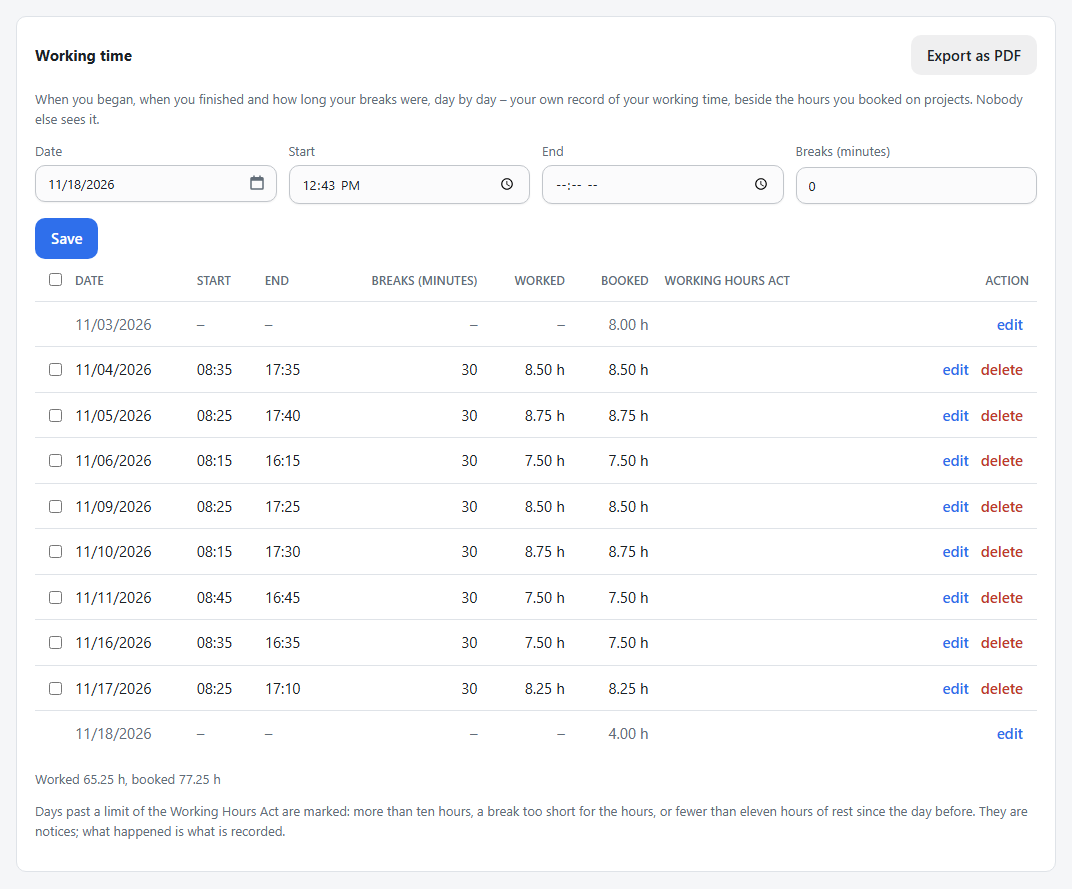 Working time
Export as PDF
When you began, when you finished and how long your breaks were, day by day – your own record of your working time, beside the hours you booked on projects. Nobody
else sees it.
Date Start End Breaks (minutes)
11/18/2026 12:43 PM --:-- -- 0
Save
DATE START END BREAKS (MINUTES) WORKED BOOKED WORKING HOURS ACT ACTION
11/03/2026 – – – – 8.00 h edit
11/04/2026 08:35 17:35 30 8.50 h 8.50 h edit delete
11/05/2026 08:25 17:40 30 8.75 h 8.75 h edit delete
11/06/2026 08:15 16:15 30 7.50 h 7.50 h edit delete
11/09/2026 08:25 17:25 30 8.50 h 8.50 h edit delete
11/10/2026 08:15 17:30 30 8.75 h 8.75 h edit delete
11/11/2026 08:45 16:45 30 7.50 h 7.50 h edit delete
11/16/2026 08:35 16:35 30 7.50 h 7.50 h edit delete
11/17/2026 08:25 17:10 30 8.25 h 8.25 h edit delete
11/18/2026 – – – – 4.00 h edit
Worked 65.25 h, booked 77.25 h
Days past a limit of the Working Hours Act are marked: more than ten hours, a break too short for the hours, or fewer than eleven hours of rest since the day before. They are
notices; what happened is what is recorded.